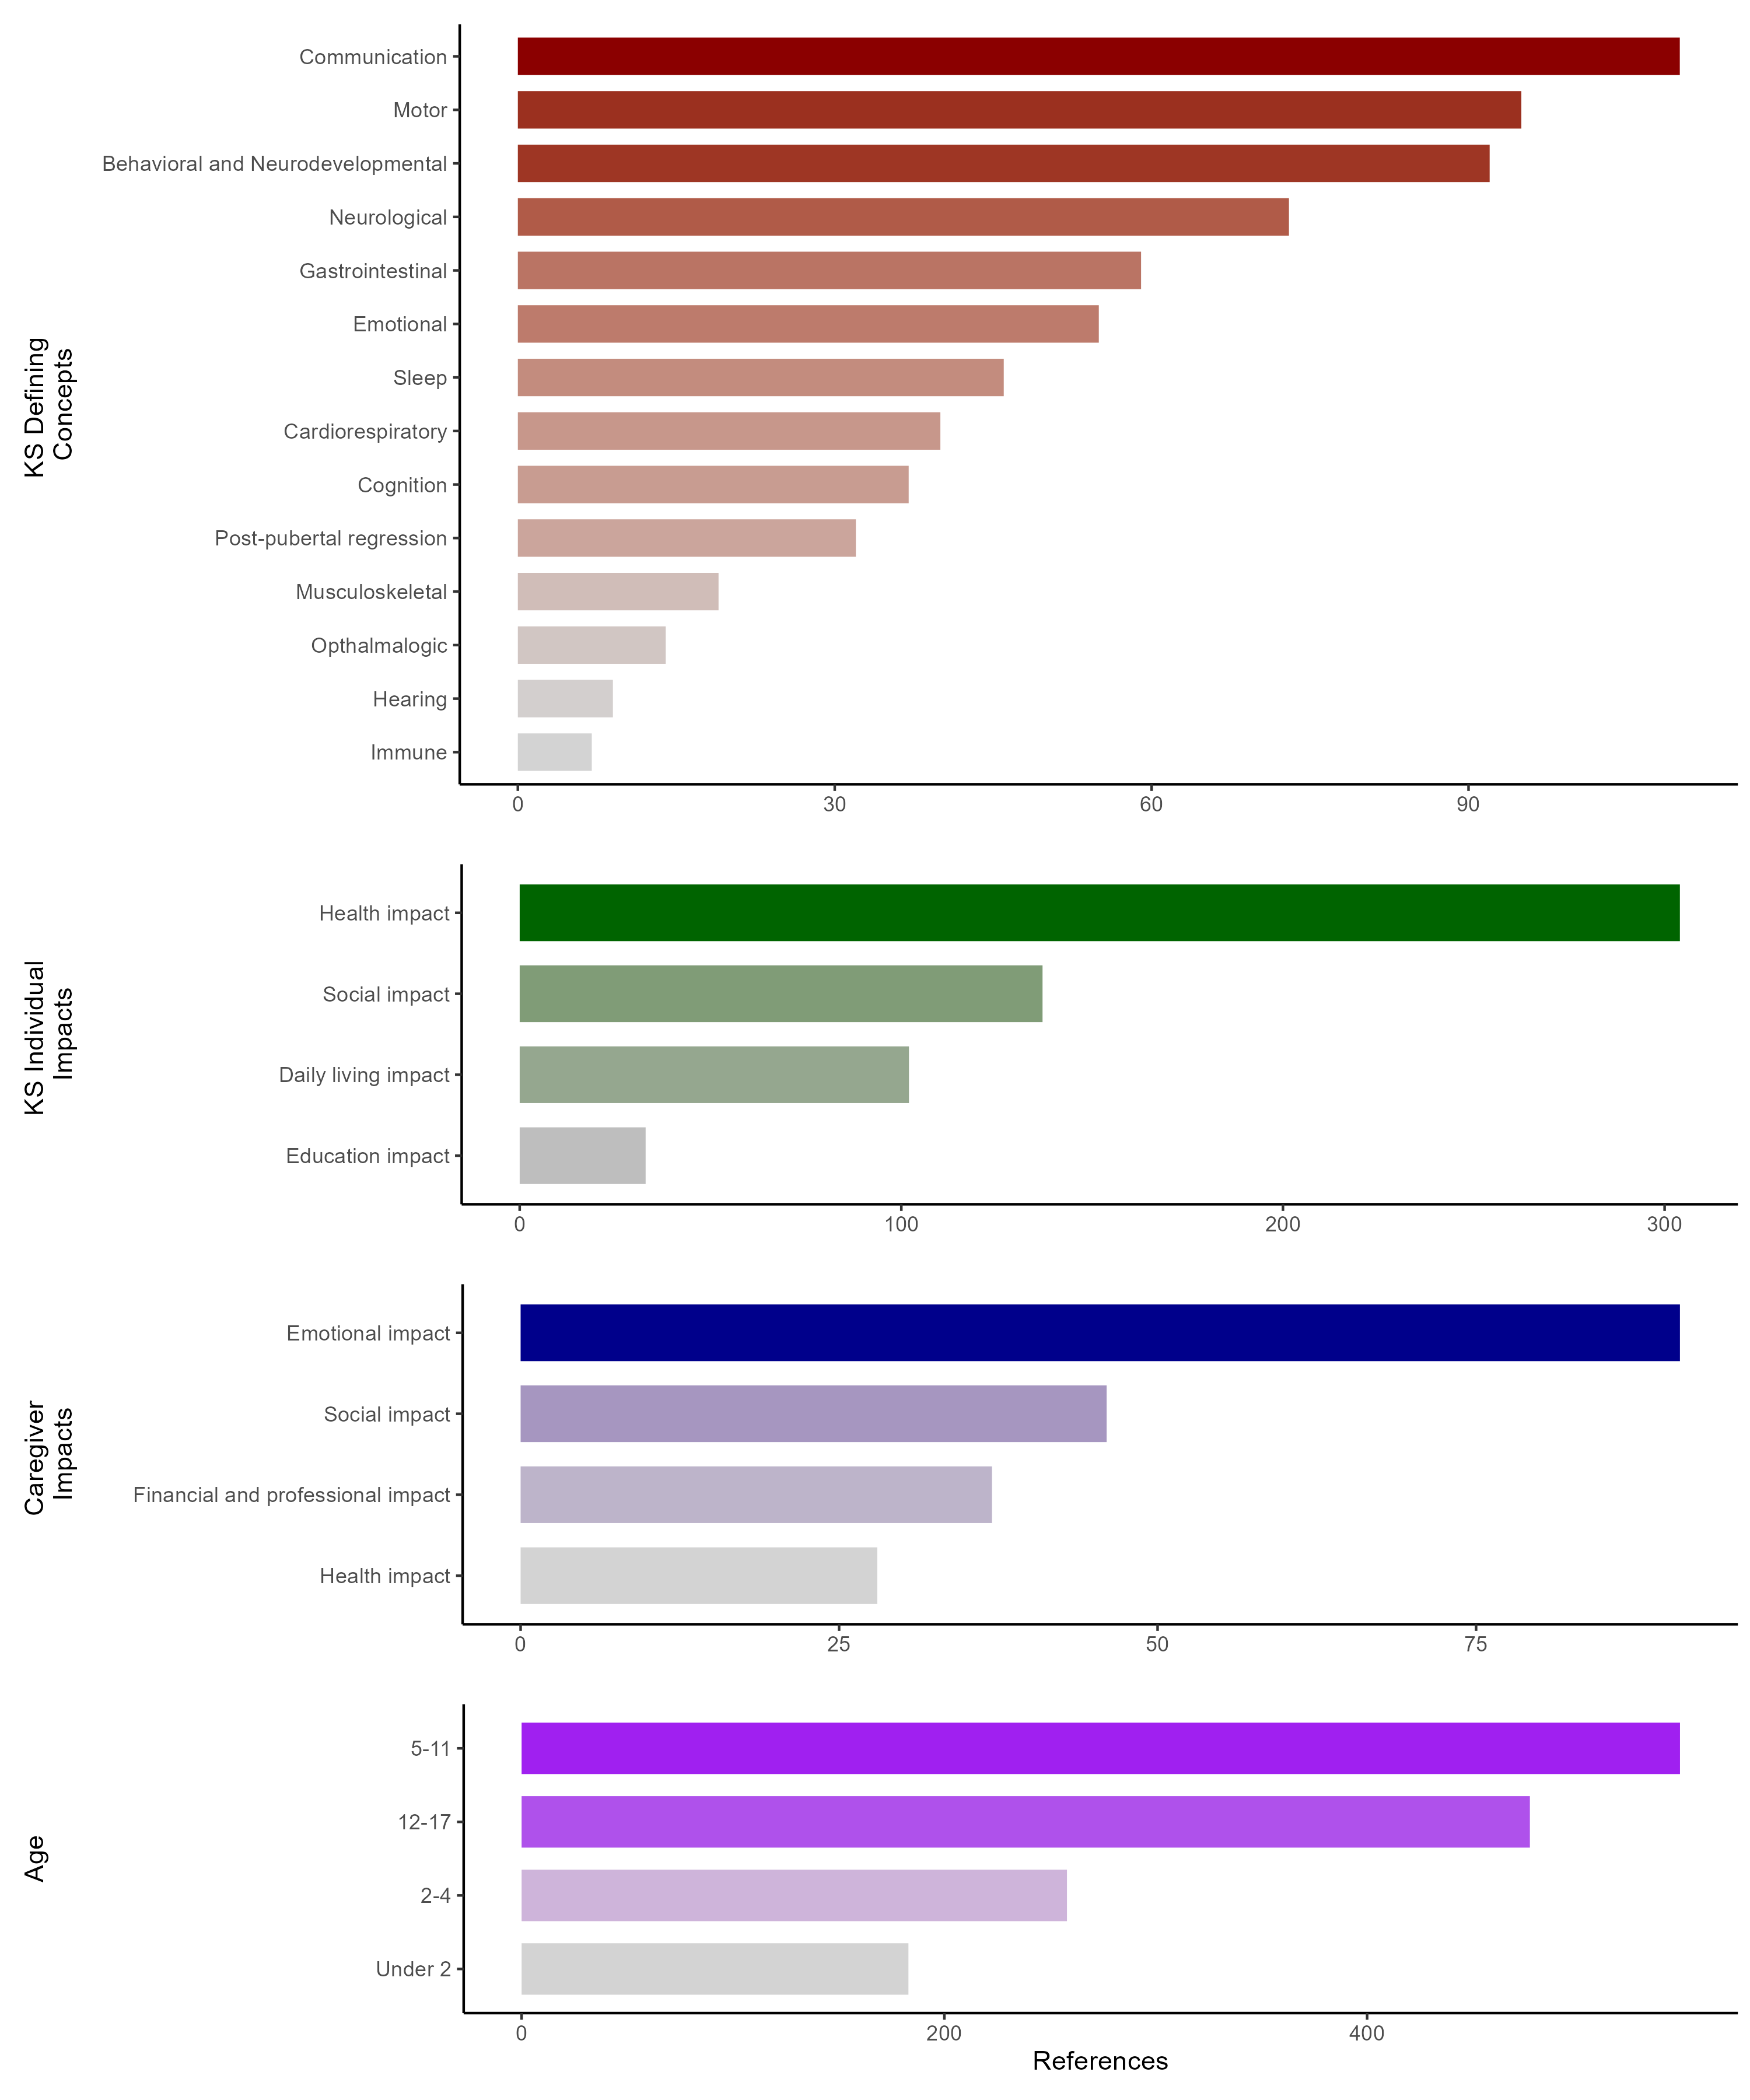 KS Defining
Concepts
Communication
Motor
Behavioral and Neurodevelopmental
Neurological
Gastrointestinal
Emotional
Sleep
Cardiorespiratory
Cognition
Post-pubertal regression
Musculoskeletal
Opthalmalogic
Hearing
Immune
0 30 60 90
KS Individual
Impacts
Health impact
Social impact
Daily living impact
Education impact
0 100 200 300
Caregiver
Impacts
Emotional impact
Social impact
Financial and professional impact
Health impact
0 25 50 75
Age
5-11
12-17
2-4
Under 2
0 200 400
References